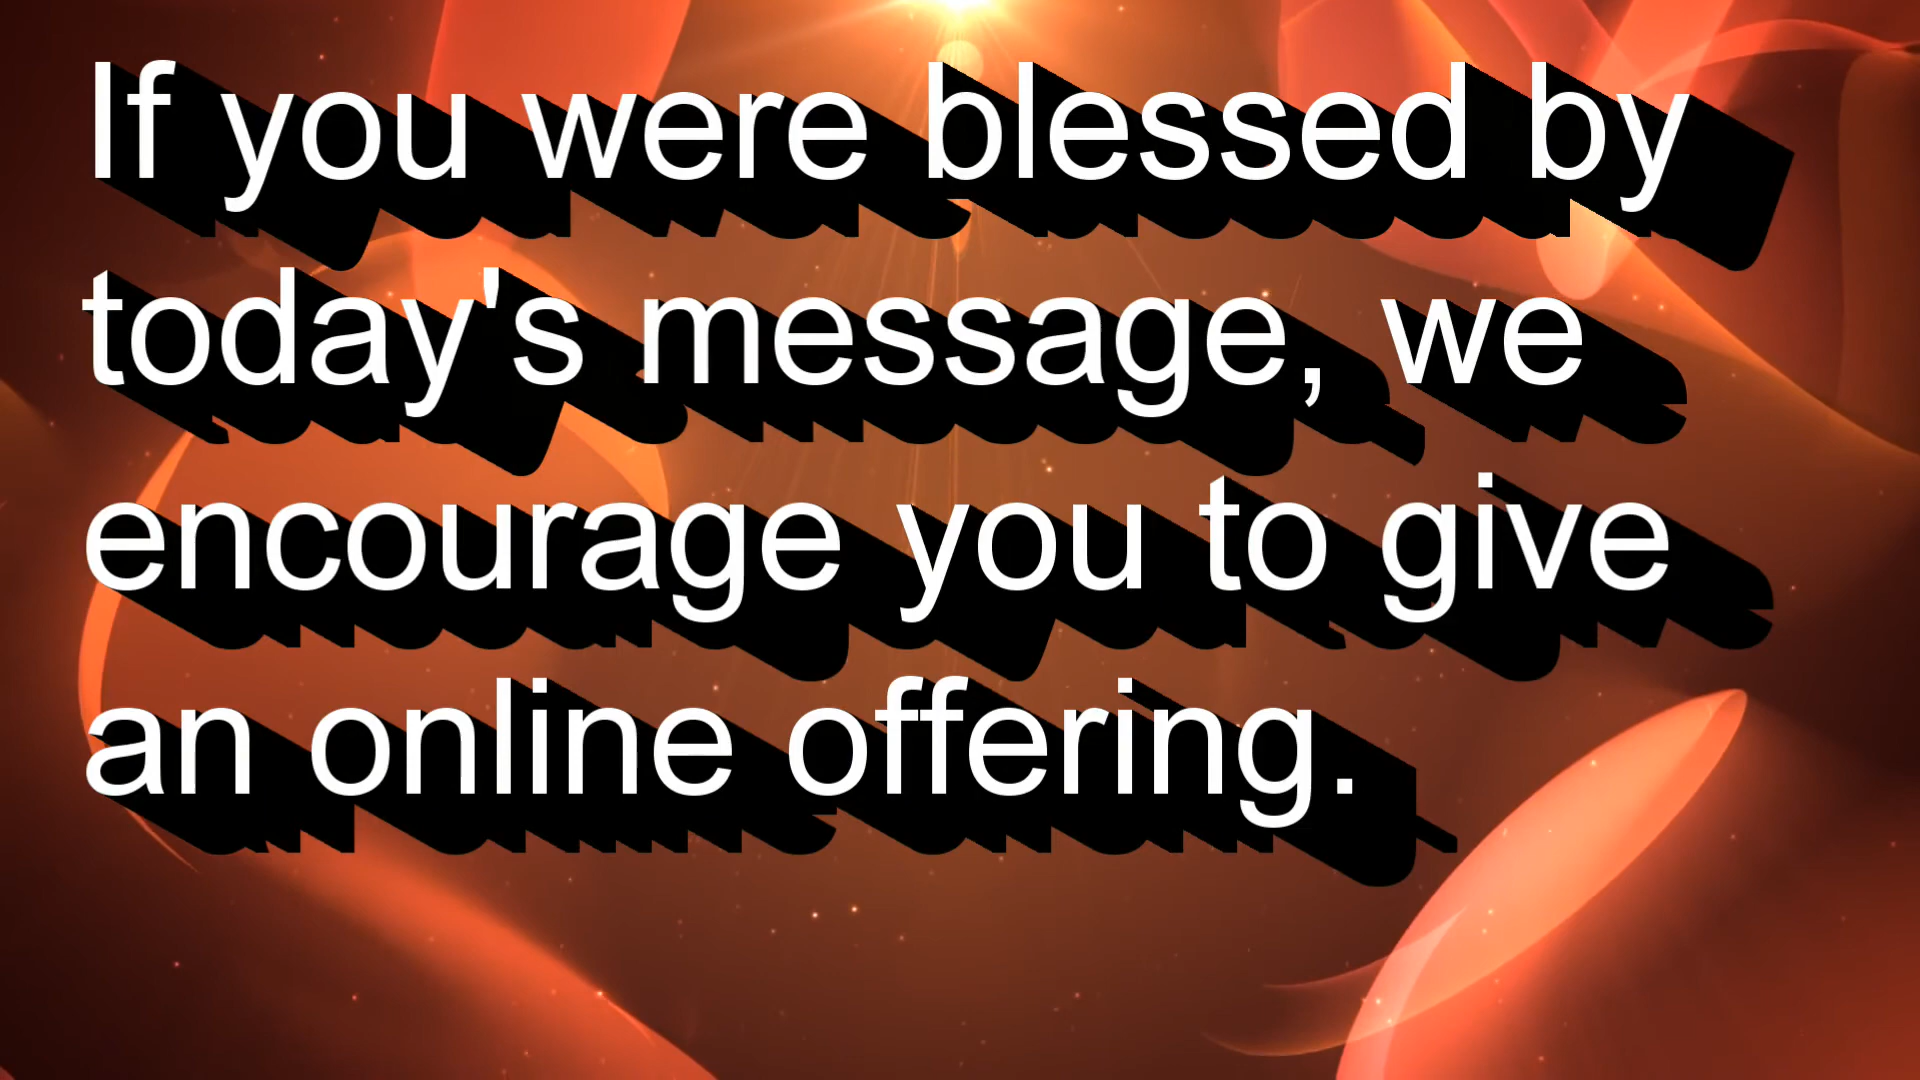 If you were blessed by
today's message, we
encourage you to give
an online offering.